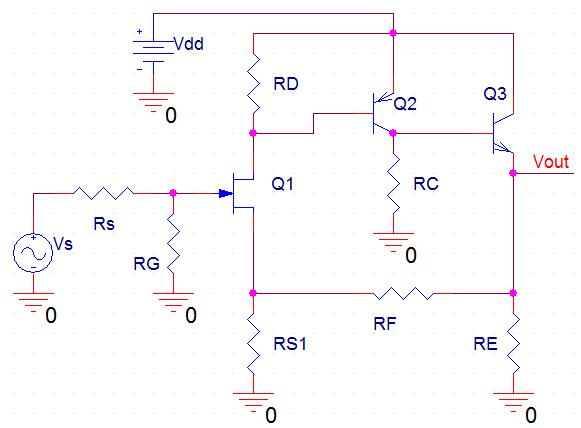 +
Vdd
-
0
RD
Q2
Q3
Vout
Q1
RC
0
Rs
+
Vs
-
0
RG
0
RF
RS1
RE
0
0